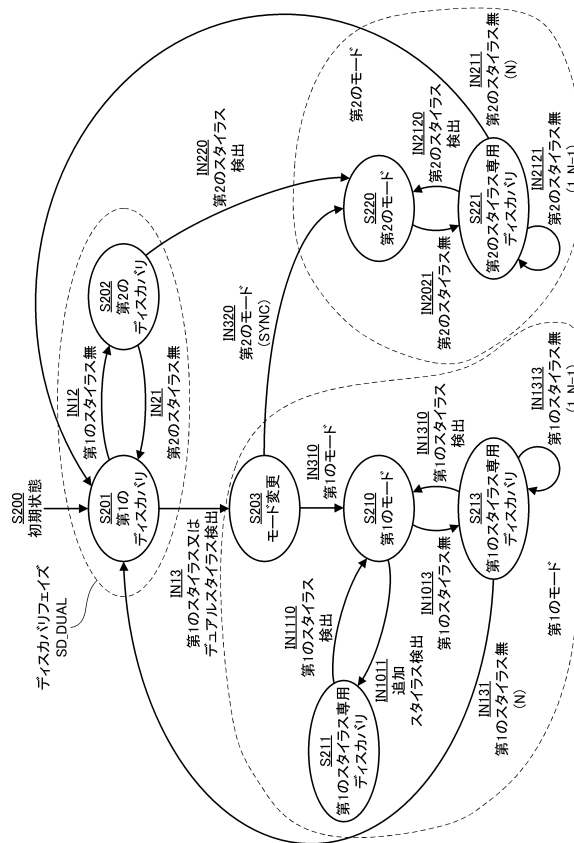 S200
初期状態
ディスカバリフェイズ
SD_DUAL
S201
第1の
ディスカバリ
IN12
第1のスタイラス無
IN21
第2のスタイラス無
S202
第2の
ディスカバリ
IN13
第1のスタイラス又は
デュアルスタイラス検出
IN220
第2のスタイラス
検出
S203
モード変更
IN320
第2のモード
(SYNC)
IN310
第1のモード
S210
第1のモード
IN1110
第1のスタイラス
検出
IN1011
追加
スタイラス検出
S211
第1のスタイラス専用
ディスカバリ
IN1013
第1のスタイラス無
IN1310
第1のスタイラス
検出
S213
第1のスタイラス専用
ディスカバリ
IN1313
第1のスタイラス無
(1..N-1)
IN131
第1のスタイラス無
(N)
第1のモード
第2のモード
S220
第2のモード
IN2021
第2のスタイラス無
IN2120
第2のスタイラス
検出
S221
第2のスタイラス専用
ディスカバリ
IN211
第2のスタイラス無
(N)
IN2121
第2のスタイラス無
(1..N-1)